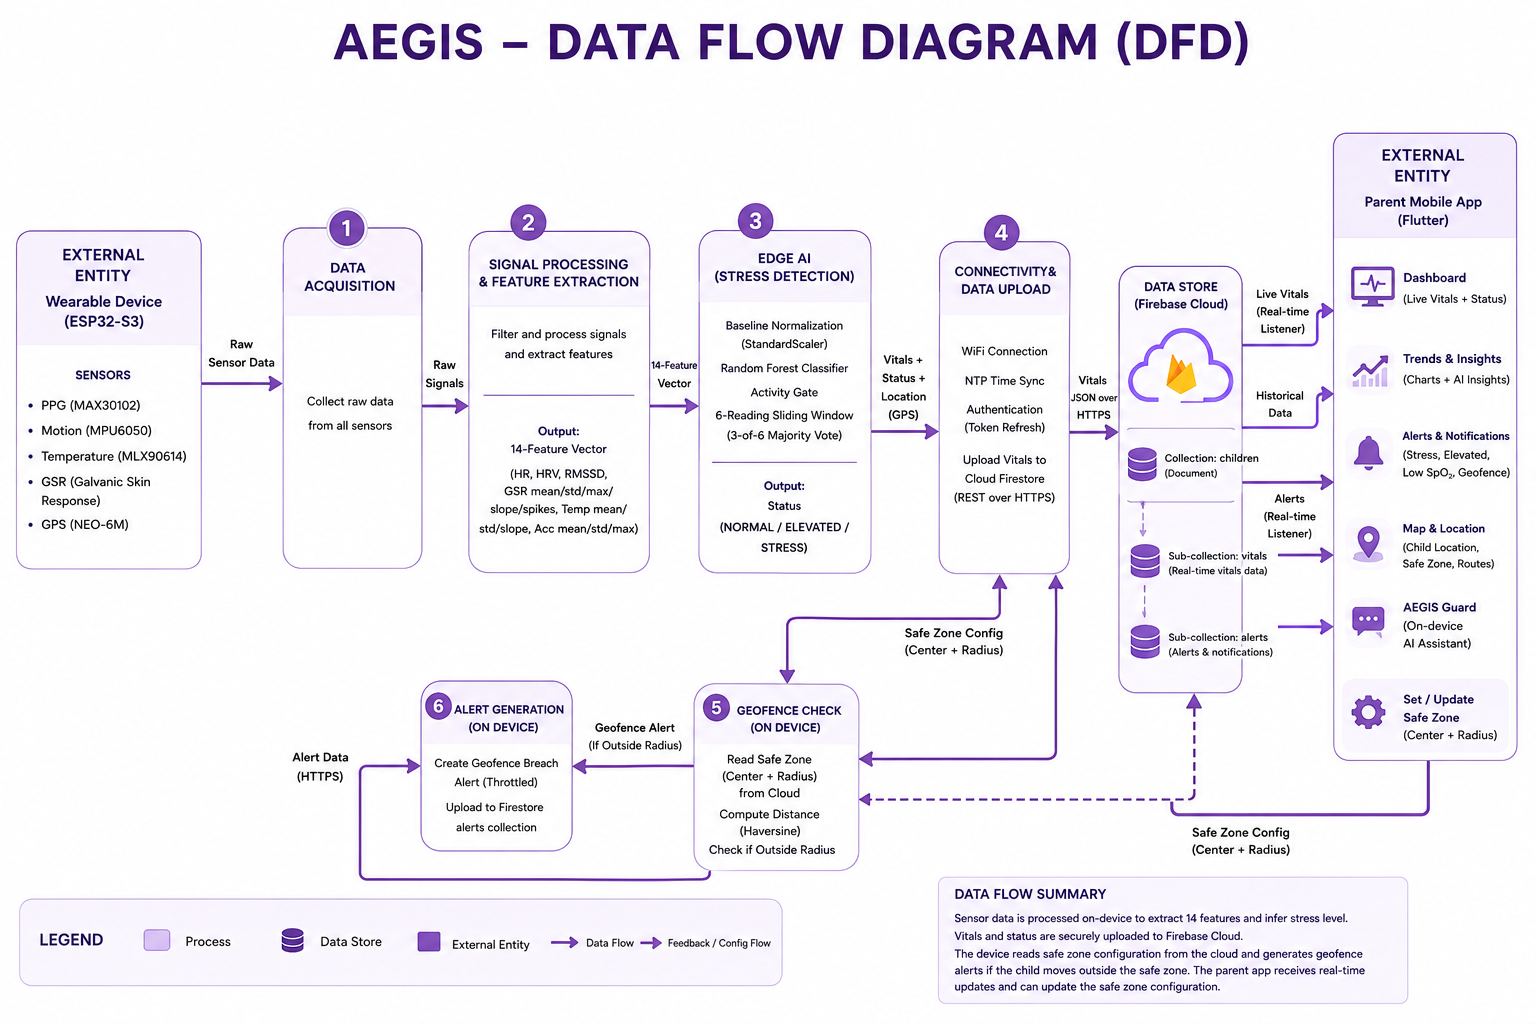 AEGIS – DATA FLOW DIAGRAM (DFD)
EXTERNAL
ENTITY
Wearable Device
(ESP32-S3)
SENSORS
• PPG (MAX30102)
• Motion (MPU6050)
• Temperature (MLX90614)
• GSR (Galvanic Skin
Response)
• GPS (NEO-6M)
Raw
Sensor Data
1
DATA
ACQUISITION
Collect raw data
from all sensors
Raw
Signals
2
SIGNAL PROCESSING
& FEATURE EXTRACTION
Filter and process signals
and extract features
Output:
14-Feature Vector
(HR, HRV, RMSSD,
GSR mean/std/max/
slope/spikes, Temp mean/
std/slope, Acc mean/std/max)
14-Feature
Vector
3
EDGE AI
(STRESS DETECTION)
Baseline Normalization
(StandardScaler)
Random Forest Classifier
Activity Gate
6-Reading Sliding Window
(3-of-6 Majority Vote)
Output:
Status
(NORMAL / ELEVATED /
STRESS)
Vitals +
Status +
Location
(GPS)
4
CONNECTIVITY&
DATA UPLOAD
WiFi Connection
NTP Time Sync
Authentication
(Token Refresh)
Upload Vitals to
Cloud Firestore
(REST over HTTPS)
Vitals
JSON over
HTTPS
DATA STORE
(Firebase Cloud)
Collection: children
(Document)
Sub-collection: vitals
(Real-time vitals data)
Sub-collection: alerts
(Alerts & notifications)
Live Vitals
(Real-time
Listener)
Historical
Data
Alerts
(Real-time
Listener)
EXTERNAL
ENTITY
Parent Mobile App
(Flutter)
Dashboard
(Live Vitals + Status)
Trends & Insights
(Charts + AI Insights)
Alerts & Notifications
(Stress, Elevated,
Low SpO₂, Geofence)
Map & Location
(Child Location,
Safe Zone, Routes)
AEGIS Guard
(On-device
AI Assistant)
Set / Update
Safe Zone
(Center + Radius)
Safe Zone Config
(Center + Radius)
Alert Data
(HTTPS)
6
ALERT GENERATION
(ON DEVICE)
Create Geofence Breach
Alert (Throttled)
Upload to Firestore
alerts collection
Geofence Alert
(If Outside Radius)
5
GEOFENCE CHECK
(ON DEVICE)
Read Safe Zone
(Center + Radius)
from Cloud
Compute Distance
(Haversine)
Check if Outside Radius
Safe Zone Config
(Center + Radius)
LEGEND
Process
Data Store
External Entity
Data Flow
Feedback / Config Flow
DATA FLOW SUMMARY
Sensor data is processed on-device to extract 14 features and infer stress level.
Vitals and status are securely uploaded to Firebase Cloud.
The device reads safe zone configuration from the cloud and generates geofence
alerts if the child moves outside the safe zone. The parent app receives real-time
updates and can update the safe zone configuration.